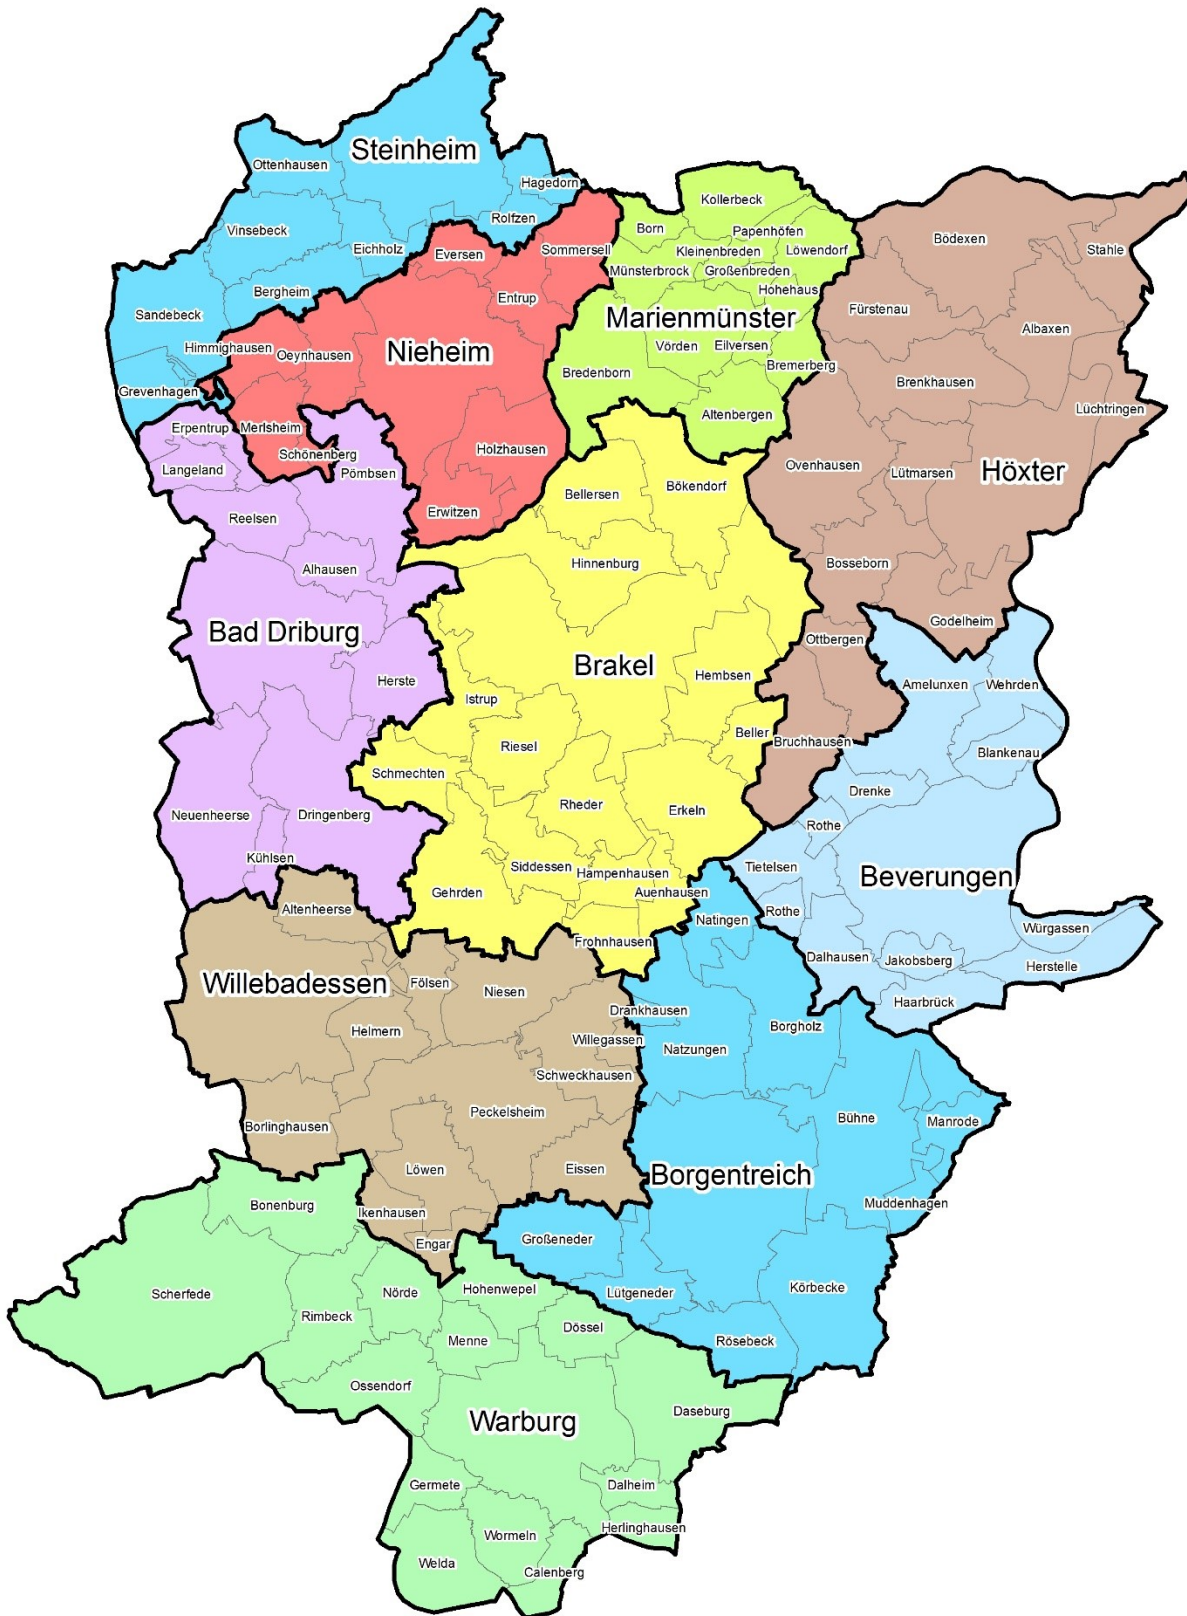 Steinheim
Ottenhausen
Hagedorn
Vinsebeck
Rolfzen
Eichholz
Bergheim
Sandebeck
Himmighausen
Grevenhagen
Sommersell
Eversen
Entrup
Oeynhausen
Nieheim
Merlsheim
Schönenberg
Holzhausen
Erwitzen
Kollerbeck
Born
Papenhöfen
Kleinenbreden
Löwendorf
Münsterbrock
Großenbreden
Hohehaus
Marienmünster
Vörden
Eilversen
Bredenborn
Bremerberg
Altenbergen
Bödexen
Stahle
Fürstenau
Albaxen
Brenkhausen
Lüchtringen
Ovenhausen
Lütmarsen
Höxter
Bosseborn
Godelheim
Ottbergen
Bruchhausen
Erpentrup
Langeland
Pömbsen
Reelsen
Alhausen
Bad Driburg
Herste
Neuenheerse
Dringenberg
Kühlsen
Bellersen
Bökendorf
Hinnenburg
Brakel
Hembsen
Istrup
Riesel
Beller
Schmechten
Rheder
Erkeln
Siddessen
Hampenhausen
Gehrden
Auenhausen
Frohnhausen
Amelunxen
Wehrden
Blankenau
Drenke
Rothe
Tietelsen
Beverungen
Rothe
Würgassen
Dalhausen
Jakobsberg
Herstelle
Haarbrück
Altenheerse
Willebadessen
Fölsen
Niesen
Helmern
Willegassen
Schweckhausen
Peckelsheim
Borlinghausen
Löwen
Eissen
Ikenhausen
Engar
Natingen
Drankhausen
Borgholz
Natzungen
Bühne
Manrode
Borgentreich
Muddenhagen
Großeneder
Lütgeneder
Körbecke
Rösebeck
Bonenburg
Scherfede
Nörde
Hohenwepel
Rimbeck
Menne
Dössel
Ossendorf
Warburg
Daseburg
Germete
Dalheim
Wormeln
Herlinghausen
Welda
Calenberg